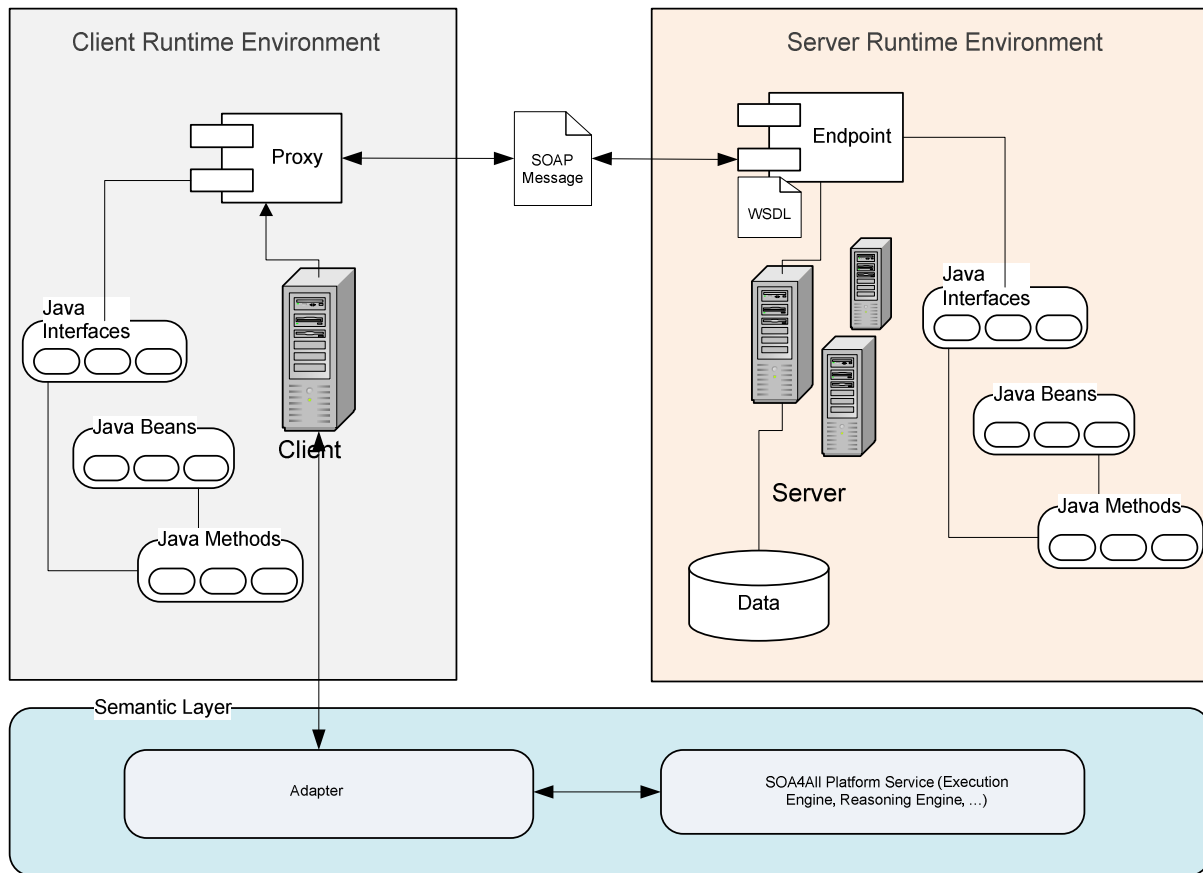 Client Runtime Environment
Server Runtime Environment
Proxy
SOAP
Message
Endpoint
WSDL
Java
Interfaces
Java Beans
Java Methods
Client
Java
Interfaces
Java Beans
Java Methods
Server
Data
Semantic Layer
Adapter
SOA4All Platform Service (Execution
Engine, Reasoning Engine, ...)